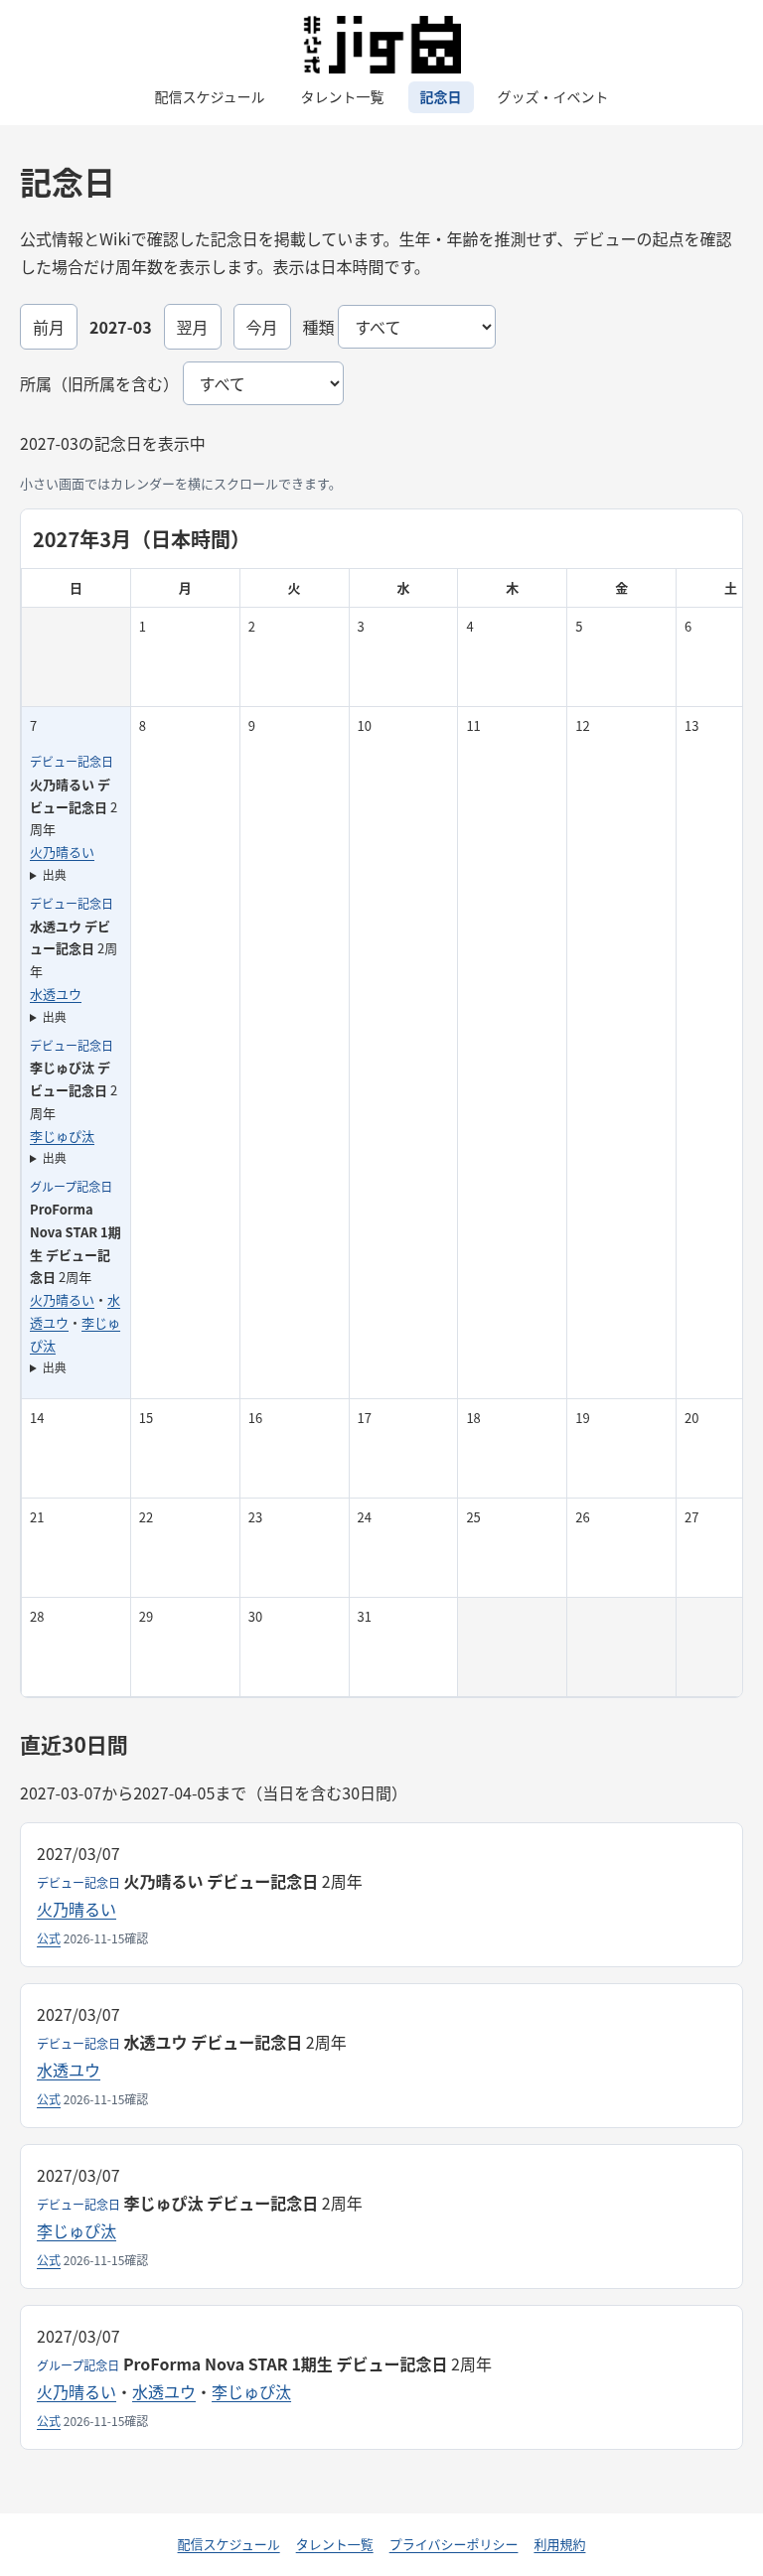 非公式 jig
配信スケジュール タレント一覧 記念日 グッズ・イベント
記念日
公式情報とWikiで確認した記念日を掲載しています。生年・年齢を推測せず、デビューの起点を確認
した場合だけ周年数を表示します。表示は日本時間です。
前月 2027-03 翌月 今月 種類 すべて
所属（旧所属を含む） すべて
2027-03の記念日を表示中
小さい画面ではカレンダーを横にスクロールできます。
2027年3月（日本時間）
日 月 火 水 木 金 土
1 2 3 4 5 6
7 8 9 10 11 12 13
デビュー記念日
火乃晴るい デ
ビュー記念日 2
周年
火乃晴るい
▶ 出典
デビュー記念日
水透ユウ デビ
ュー記念日 2周
年
水透ユウ
▶ 出典
デビュー記念日
李じゅぴ汰 デ
ビュー記念日 2
周年
李じゅぴ汰
▶ 出典
グループ記念日
ProForma
Nova STAR 1期
生 デビュー記
念日 2周年
火乃晴るい・水
透ユウ・李じゅ
ぴ汰
▶ 出典
14 15 16 17 18 19 20
21 22 23 24 25 26 27
28 29 30 31
直近30日間
2027-03-07から2027-04-05まで（当日を含む30日間）
2027/03/07
デビュー記念日 火乃晴るい デビュー記念日 2周年
火乃晴るい
公式 2026-11-15確認
2027/03/07
デビュー記念日 水透ユウ デビュー記念日 2周年
水透ユウ
公式 2026-11-15確認
2027/03/07
デビュー記念日 李じゅぴ汰 デビュー記念日 2周年
李じゅぴ汰
公式 2026-11-15確認
2027/03/07
グループ記念日 ProForma Nova STAR 1期生 デビュー記念日 2周年
火乃晴るい・水透ユウ・李じゅぴ汰
公式 2026-11-15確認
配信スケジュール タレント一覧 プライバシーポリシー 利用規約